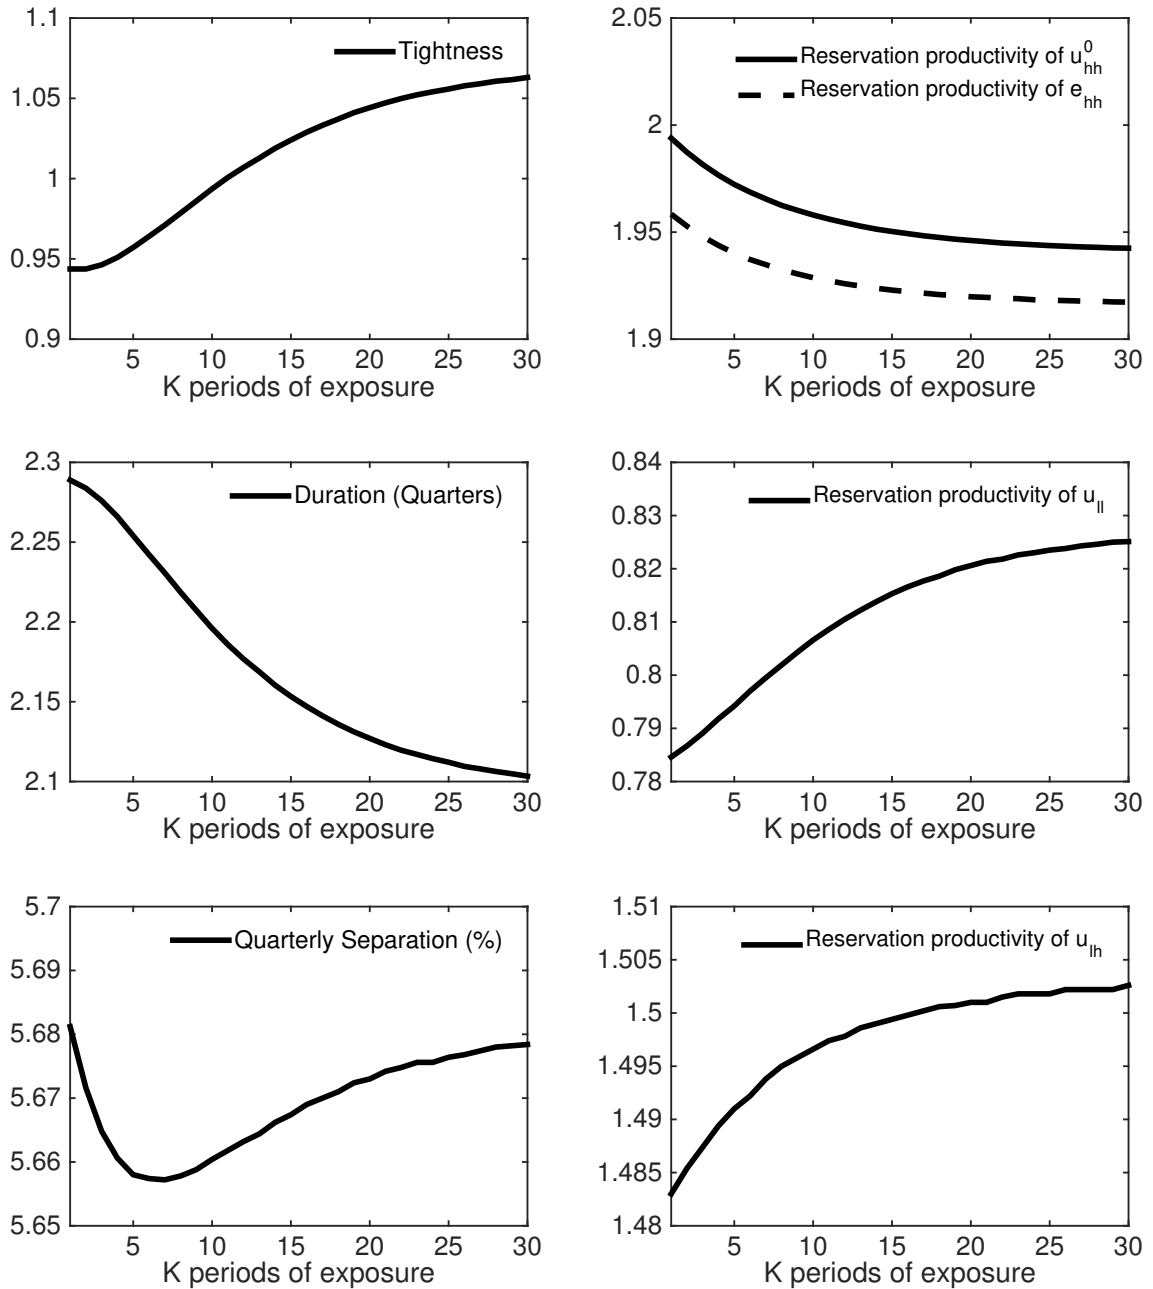 1.1
1.05
1
0.95
0.9
Tightness
5 10 15 20 25 30
K periods of exposure
2.05
2
1.95
1.9
Reservation productivity of u⁰hh
Reservation productivity of ehh
5 10 15 20 25 30
K periods of exposure
2.3
2.25
2.2
2.15
2.1
Duration (Quarters)
5 10 15 20 25 30
K periods of exposure
0.84
0.83
0.82
0.81
0.8
0.79
0.78
Reservation productivity of ull
5 10 15 20 25 30
K periods of exposure
5.7
5.69
5.68
5.67
5.66
5.65
Quarterly Separation (%)
5 10 15 20 25 30
K periods of exposure
1.51
1.505
1.5
1.495
1.49
1.485
1.48
Reservation productivity of ulh
5 10 15 20 25 30
K periods of exposure